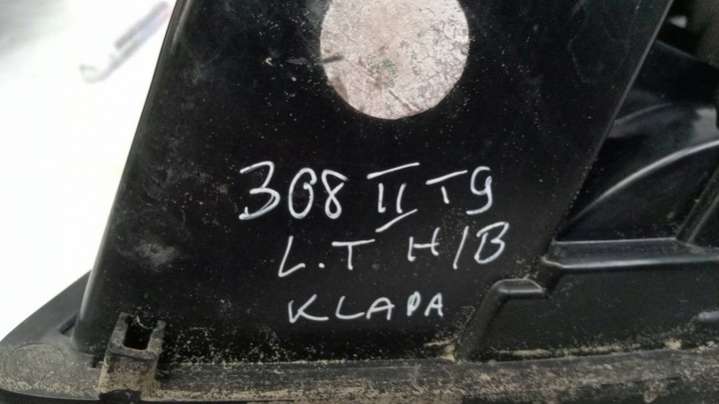 308 II T9
L.T H/B
KLAPA